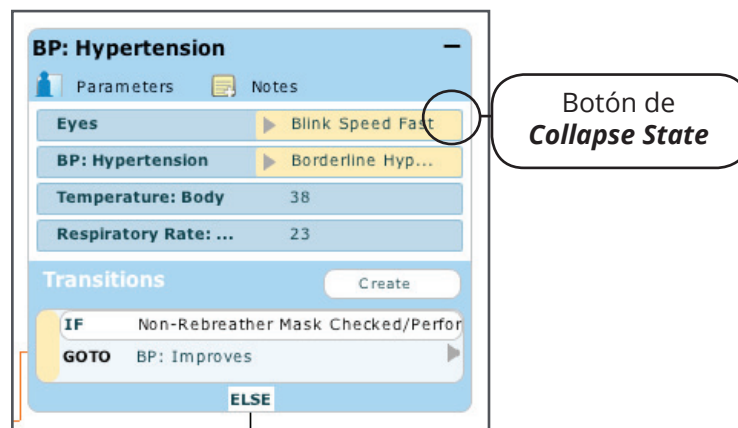 BP: Hypertension
Parameters Notes
Eyes Blink Speed Fast
BP: Hypertension Borderline Hyp...
Temperature: Body 38
Respiratory Rate: ... 23
Transitions Create
IF Non-Rebreather Mask Checked/Perfor
GOTO BP: Improves
ELSE
Botón de
Collapse State